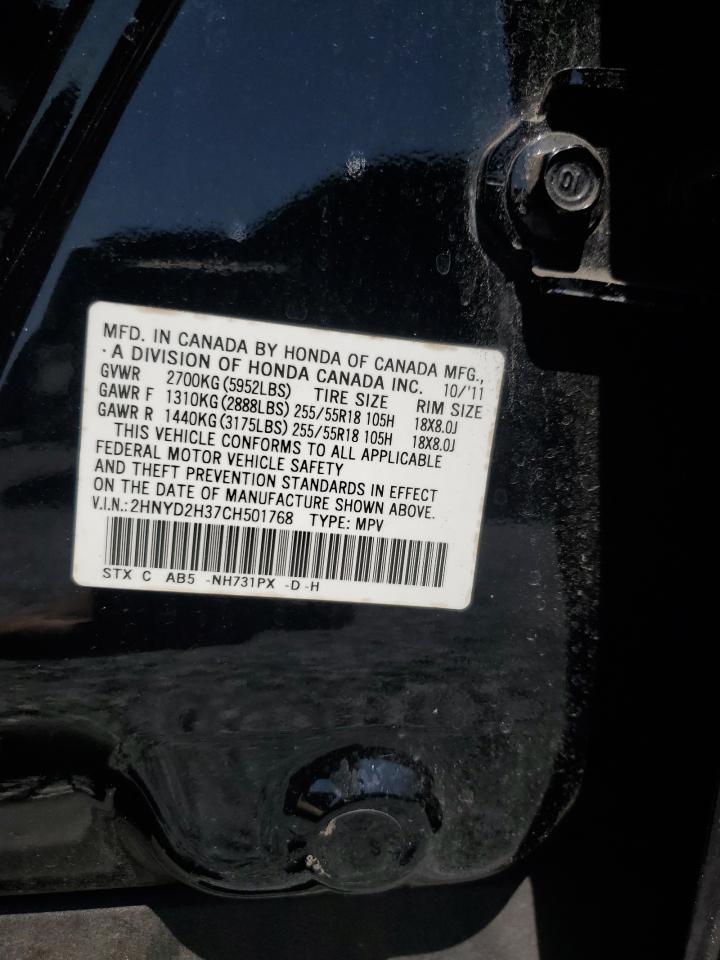 10
MFD. IN CANADA BY HONDA OF CANADA MFG.,
· A DIVISION OF HONDA CANADA INC. 10/'11
GVWR 2700KG (5952LBS) TIRE SIZE RIM SIZE
GAWR F 1310KG (2888LBS) 255/55R18 105H 18X8.0J
GAWR R 1440KG (3175LBS) 255/55R18 105H 18X8.0J
THIS VEHICLE CONFORMS TO ALL APPLICABLE
FEDERAL MOTOR VEHICLE SAFETY
AND THEFT PREVENTION STANDARDS IN EFFECT
ON THE DATE OF MANUFACTURE SHOWN ABOVE.
V.I.N.: 2HNYD2H37CH501768 TYPE: MPV
STX C AB5 -NH731PX -D -H